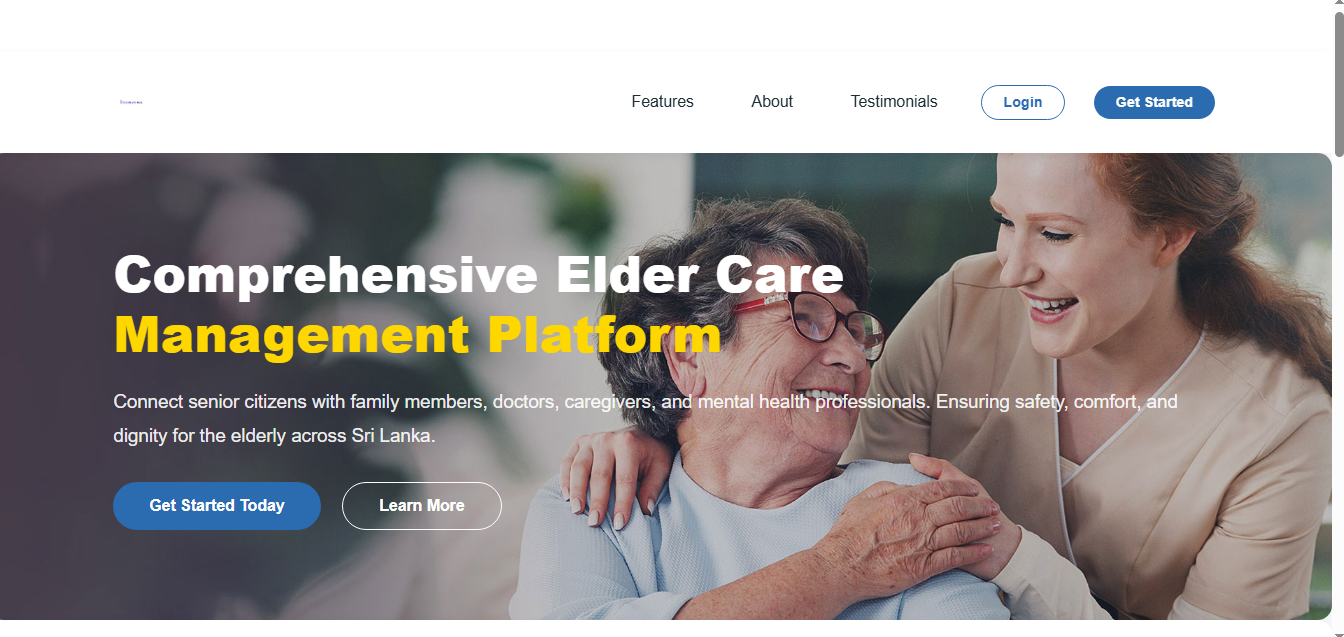 Features
About
Testimonials
Login
Get Started
Comprehensive Elder Care
Management Platform
Connect senior citizens with family members, doctors, caregivers, and mental health professionals. Ensuring safety, comfort, and
dignity for the elderly across Sri Lanka.
Get Started Today
Learn More